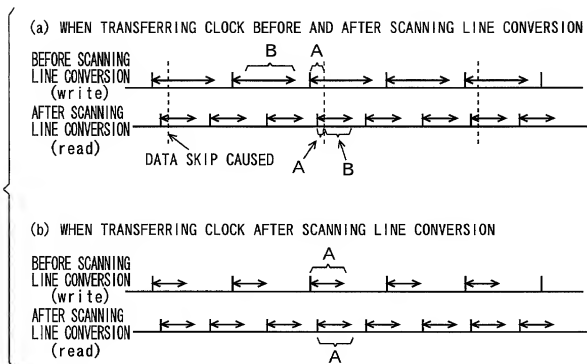 (a) WHEN TRANSFERRING CLOCK BEFORE AND AFTER SCANNING LINE CONVERSION
B A
BEFORE SCANNING
LINE CONVERSION
(write)
AFTER SCANNING
LINE CONVERSION
(read)
DATA SKIP CAUSED
A B
(b) WHEN TRANSFERRING CLOCK AFTER SCANNING LINE CONVERSION
A
BEFORE SCANNING
LINE CONVERSION
(write)
AFTER SCANNING
LINE CONVERSION
(read)
A